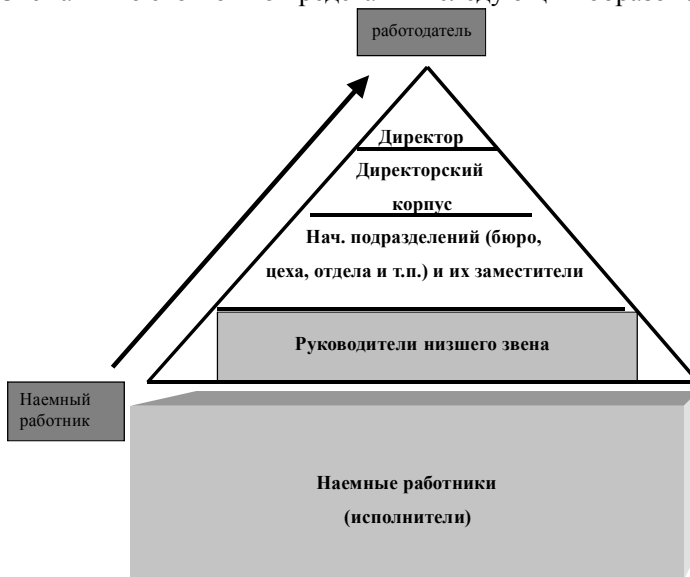 работодатель
Директор
Директорский
корпус
Нач. подразделений (бюро,
цеха, отдела и т.п.) и их заместители
Руководители низшего звена
Наемный
работник
Наемные работники
(исполнители)